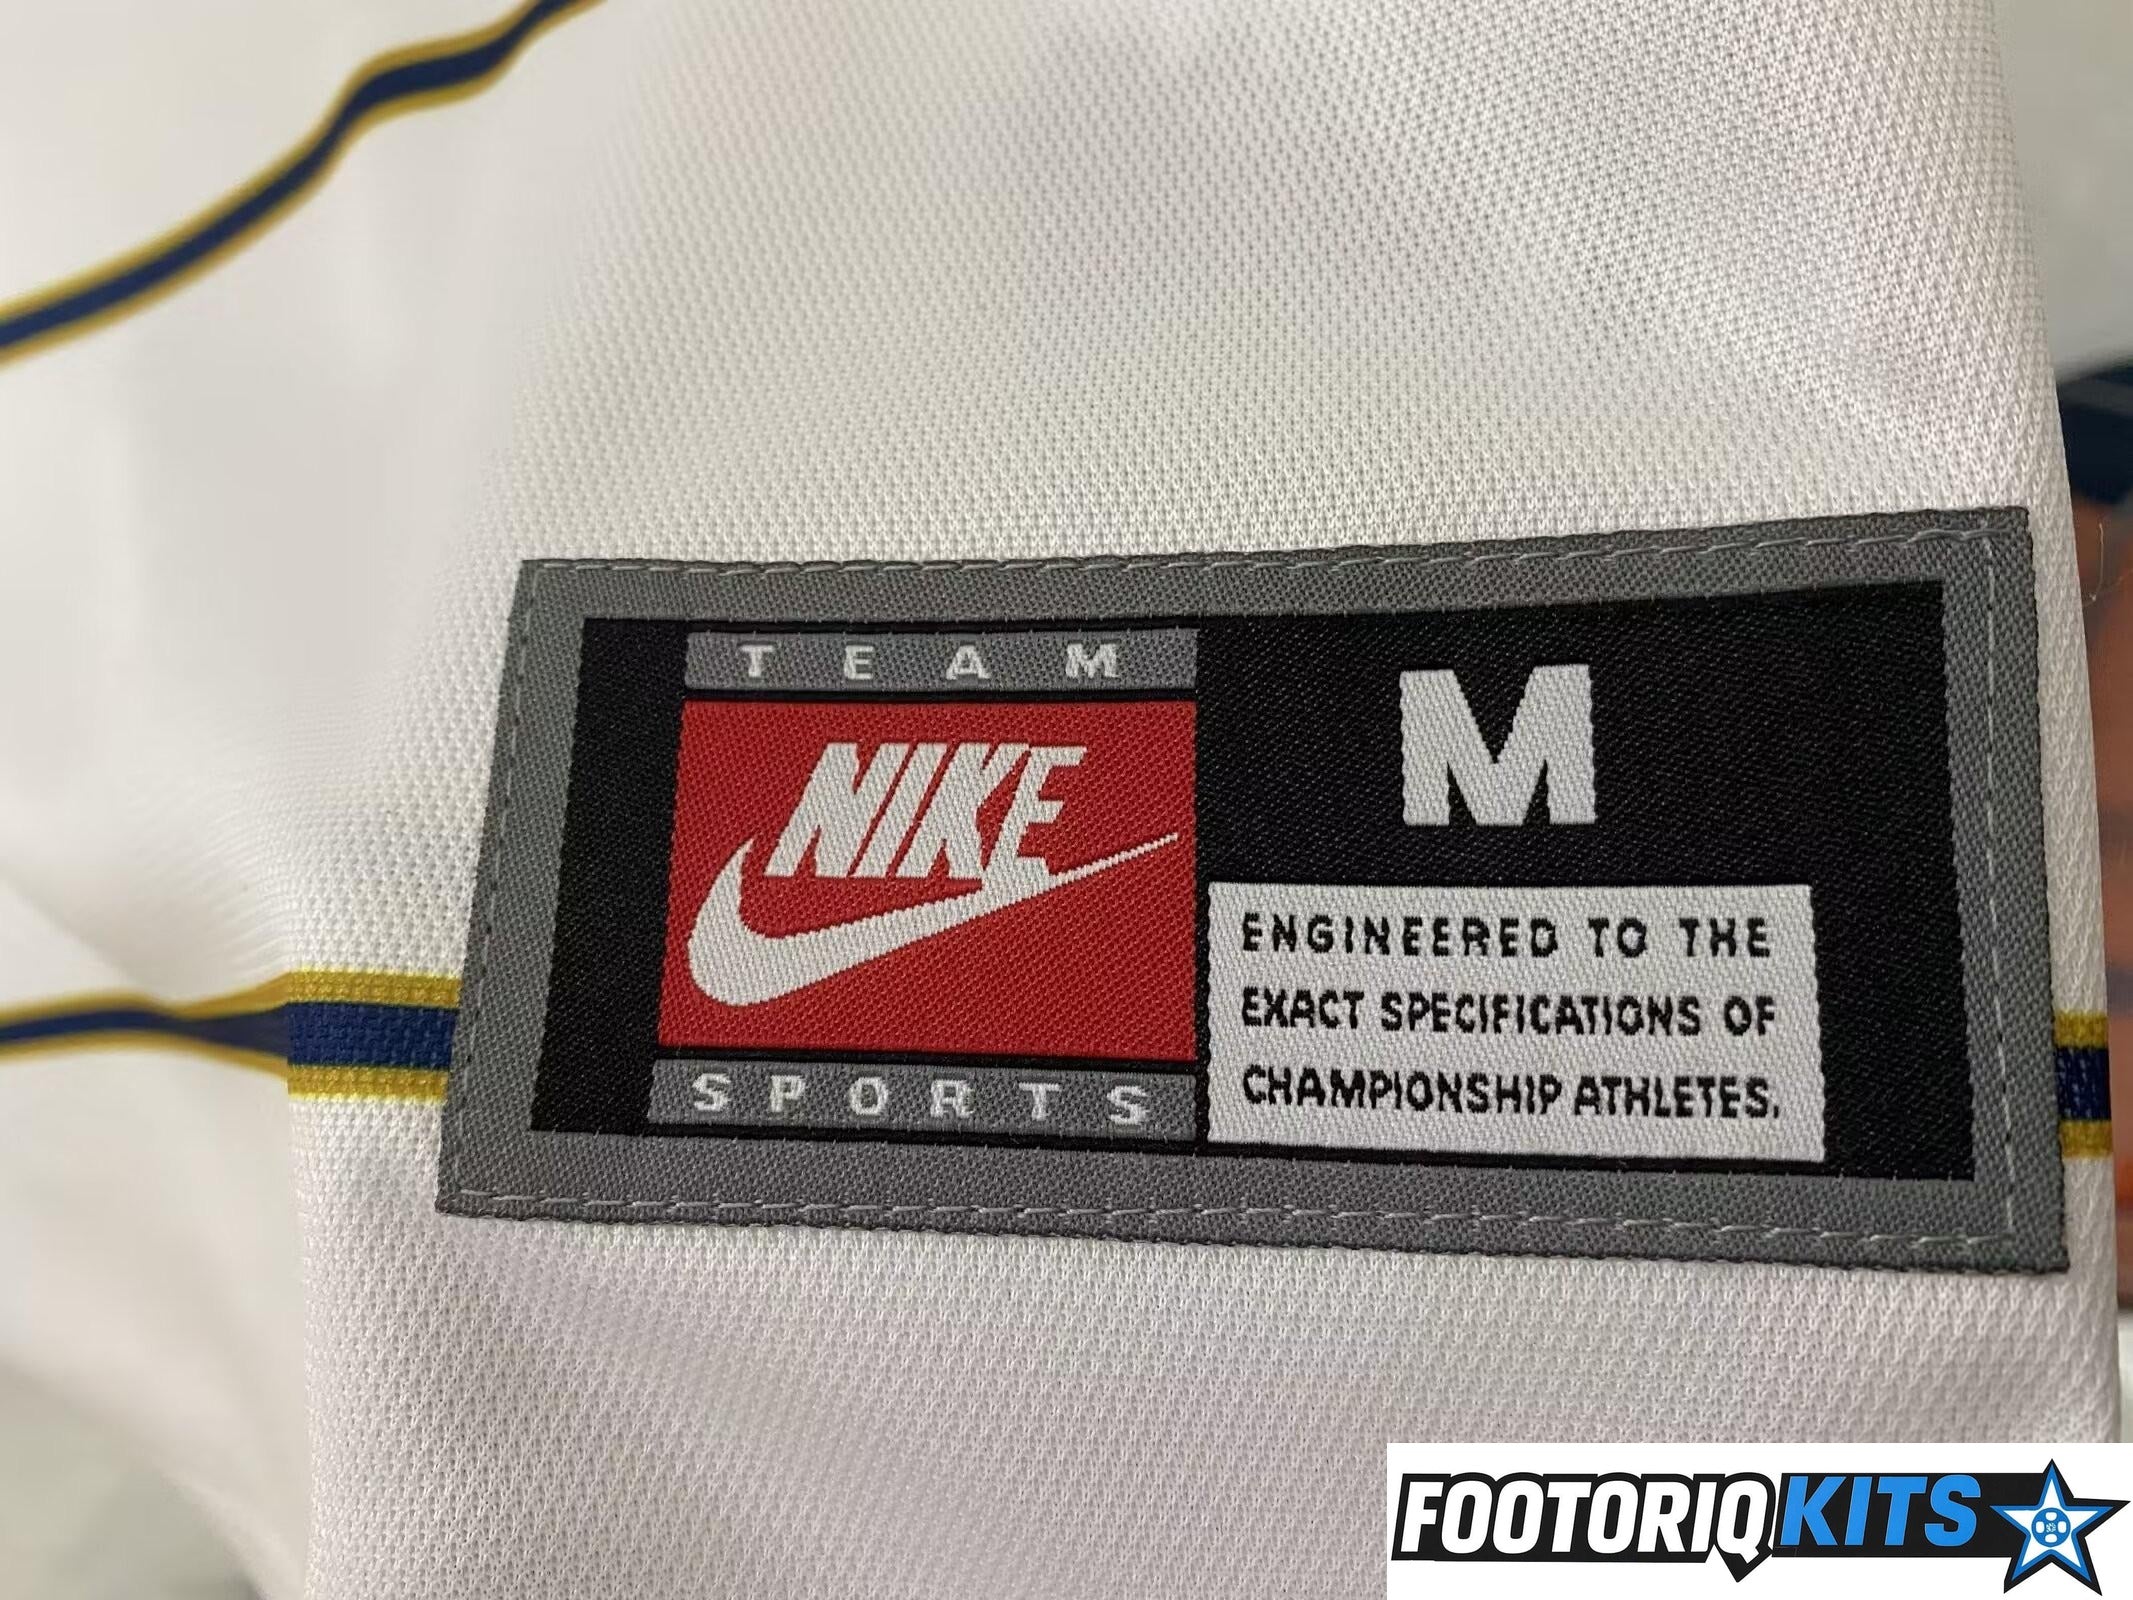 TEAM
NIKE
SPORTS
M
ENGINEERED TO THE
EXACT SPECIFICATIONS OF
CHAMPIONSHIP ATHLETES.
FOOTORIQKITS